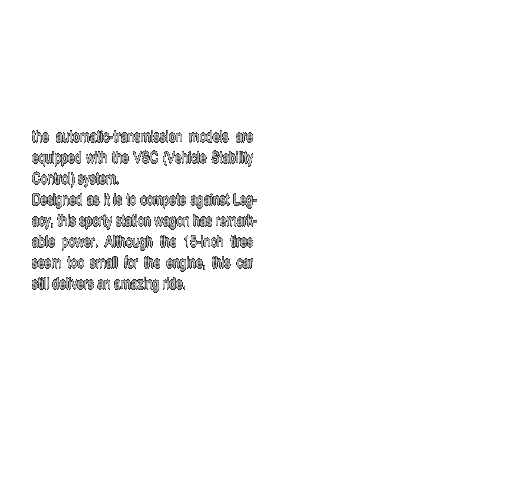 the automatic-transmission models are
equipped with the VSC (Vehicle Stability
Control) system.
Designed as it is to compete against Leg-
acy, this sporty station wagon has remark-
able power. Although the 15-inch tires
seem too small for the engine, this car
still delivers an amazing ride.